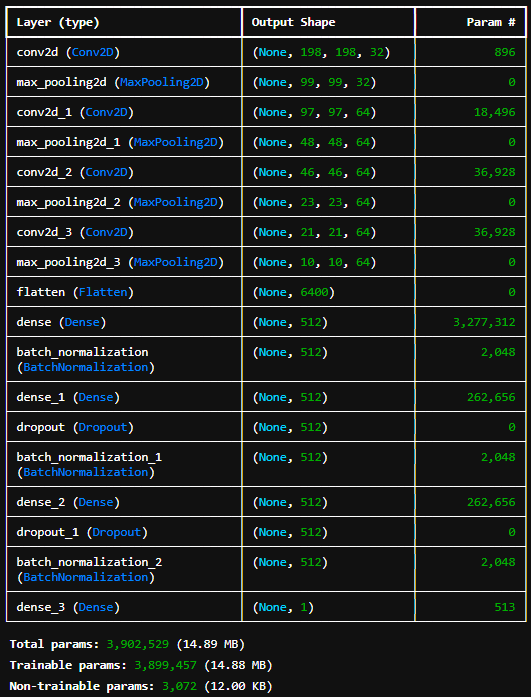 Layer (type) Output Shape Param #
conv2d (Conv2D) (None, 198, 198, 32) 896
max_pooling2d (MaxPooling2D) (None, 99, 99, 32) 0
conv2d_1 (Conv2D) (None, 97, 97, 64) 18,496
max_pooling2d_1 (MaxPooling2D) (None, 48, 48, 64) 0
conv2d_2 (Conv2D) (None, 46, 46, 64) 36,928
max_pooling2d_2 (MaxPooling2D) (None, 23, 23, 64) 0
conv2d_3 (Conv2D) (None, 21, 21, 64) 36,928
max_pooling2d_3 (MaxPooling2D) (None, 10, 10, 64) 0
flatten (Flatten) (None, 6400) 0
dense (Dense) (None, 512) 3,277,312
batch_normalization (None, 512) 2,048
(BatchNormalization)
dense_1 (Dense) (None, 512) 262,656
dropout (Dropout) (None, 512) 0
batch_normalization_1 (None, 512) 2,048
(BatchNormalization)
dense_2 (Dense) (None, 512) 262,656
dropout_1 (Dropout) (None, 512) 0
batch_normalization_2 (None, 512) 2,048
(BatchNormalization)
dense_3 (Dense) (None, 1) 513
Total params: 3,902,529 (14.89 MB)
Trainable params: 3,899,457 (14.88 MB)
Non-trainable params: 3,072 (12.00 KB)